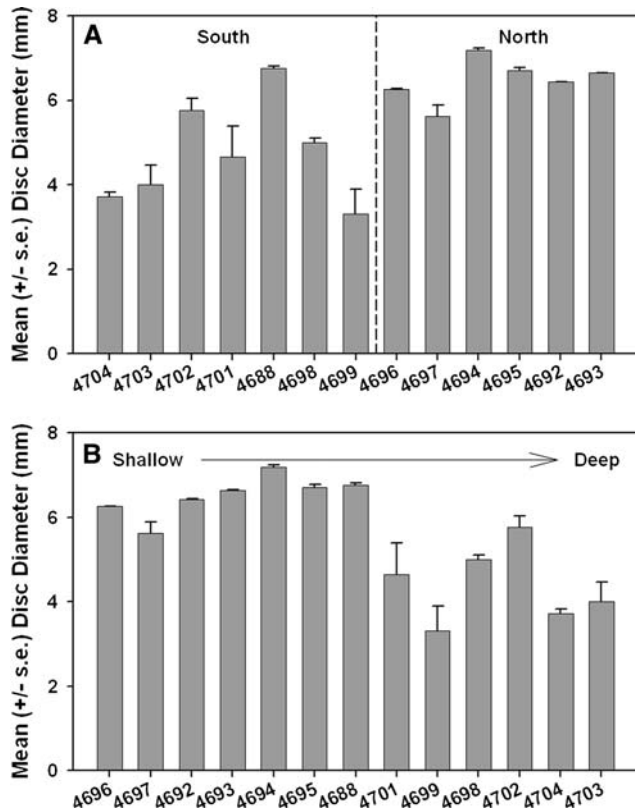 A
South
North
Mean (+/- s.e.) Disc Diameter (mm)
8
6
4
2
0
4704 4703 4702 4701 4688 4698 4699 4696 4697 4694 4695 4692 4693
B
Shallow
Deep
Mean (+/- s.e.) Disc Diameter (mm)
8
6
4
2
0
4696 4697 4692 4693 4694 4695 4688 4701 4699 4698 4702 4704 4703